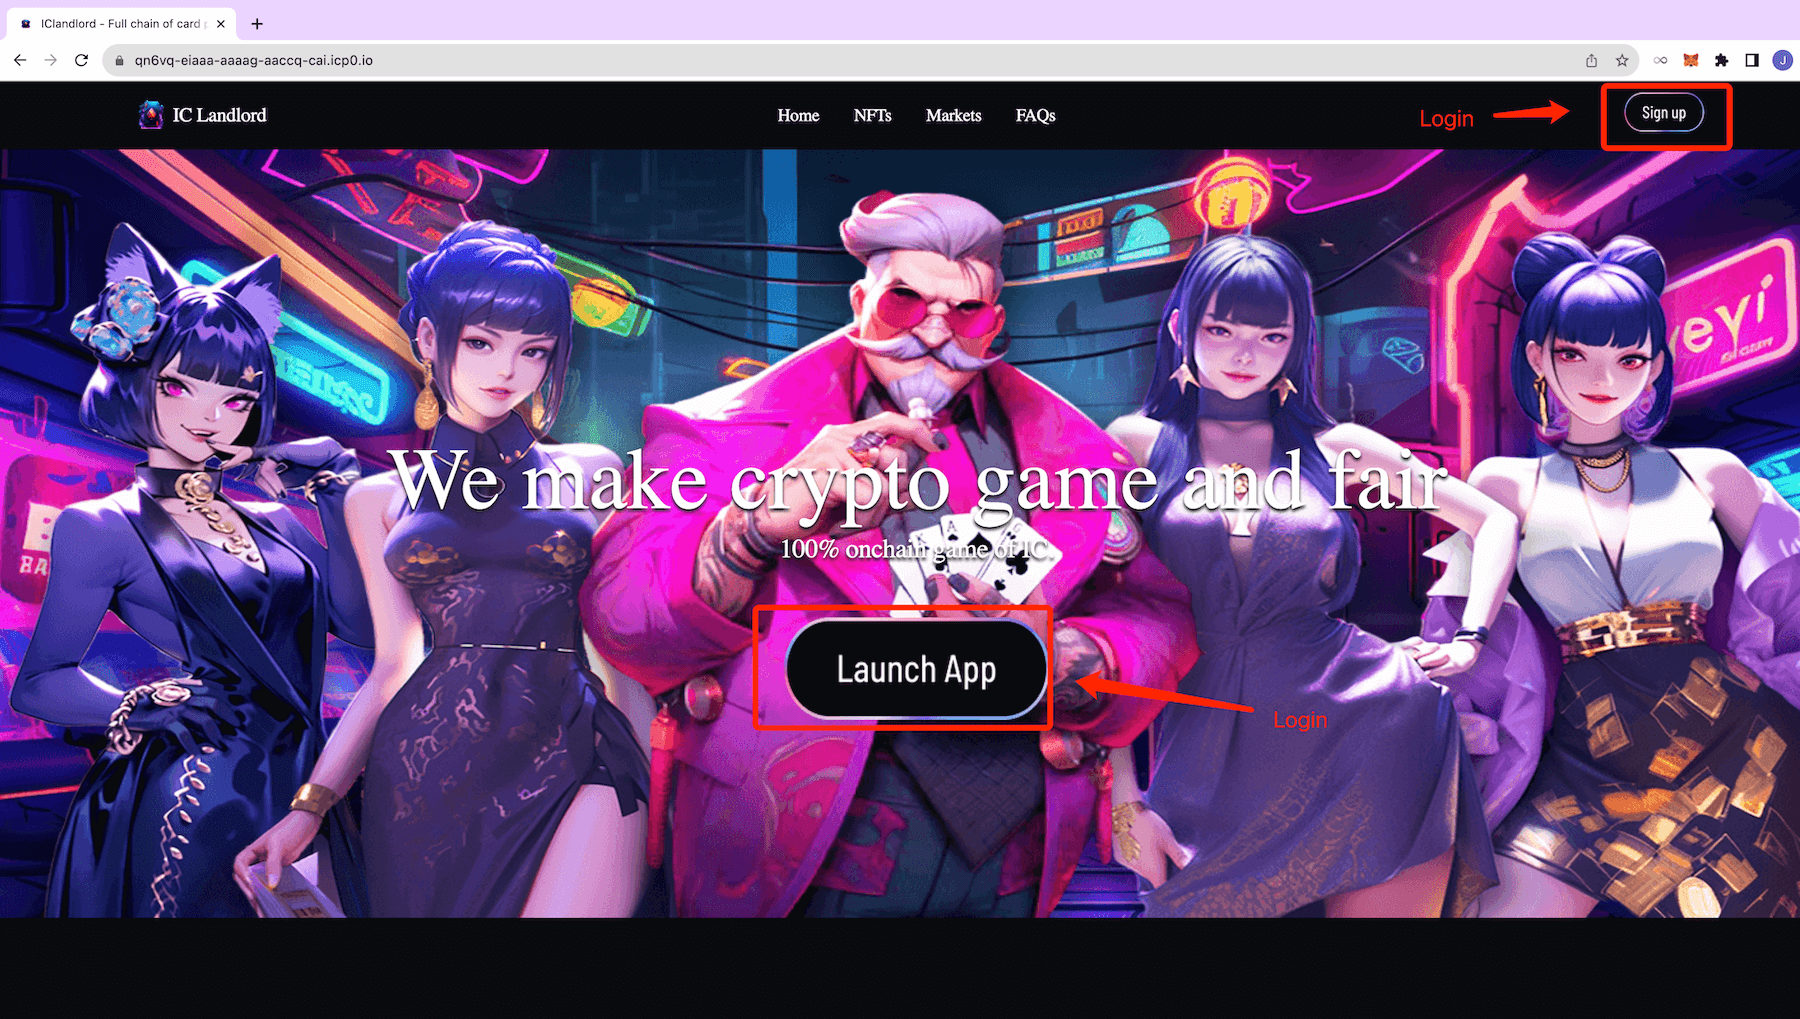 IClandlord - Full chain of card
qn6vq-eiaaa-aaaag-aaccq-cai.icp0.io
J
IC Landlord
Home
NFTs
Markets
FAQs
Login
Sign up
yeyi
We make crypto game and fair
A
100% onchain game of IC.
Launch App
Login